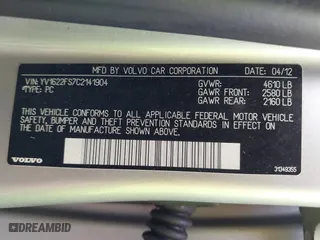 MFD BY VOLVO CAR CORPORATION DATE 04/12
VIN: YV1622FS7C2141904 GVWR: 4610 LB
TYPE: PC GAWR FRONT: 2580 LB
GAWR REAR: 2160 LB
THIS VEHICLE CONFORMS TO ALL APPLICABLE U.S. FEDERAL MOTOR VEHICLE
SAFETY, BUMPER AND THEFT PREVENTION STANDARDS IN EFFECT ON
THE DATE OF MANUFACTURE SHOWN ABOVE.
VOLVO
31349355
DREAMBID